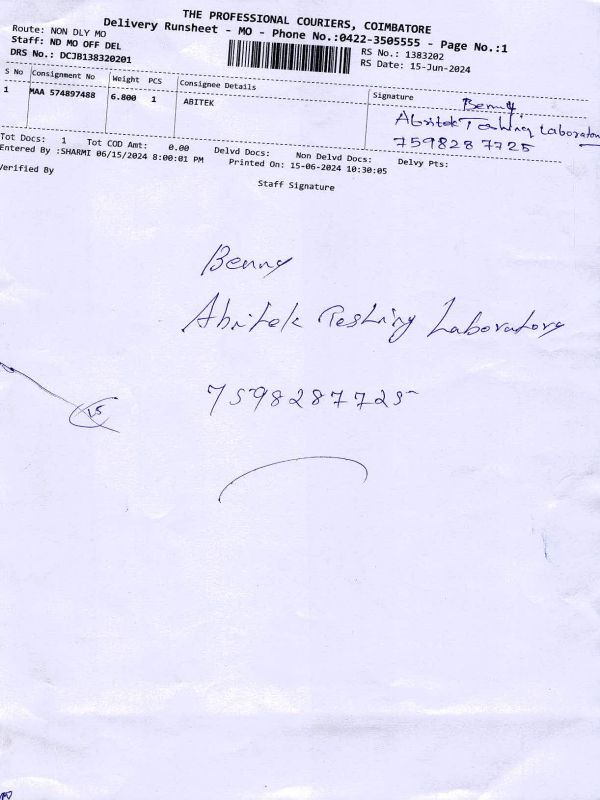 THE PROFESSIONAL COURIERS, COIMBATORE
Delivery Runsheet - MO - Phone No.:0422-3505555 - Page No.:1
Route: NON DLY MO
Staff: ND MO OFF DEL
DRS No.: DCJB138320201
RS No.: 1383202
RS Date: 15-Jun-2024
S No Consignment No Weight PCS Consignee Details Signature
1 MAA 574897488 6.800 1 ABITEK
Benny
Abritek Testing Laboratory
7598287725
Tot Docs: 1 Tot COD Amt: 0.00 Delvd Docs: Non Delvd Docs: Delvy Pts:
Entered By :SHARMI 06/15/2024 8:00:01 PM Printed On: 15-06-2024 10:30:05
Verified By
Staff Signature
Benny
Abritek Testing Laboratory
7598287725